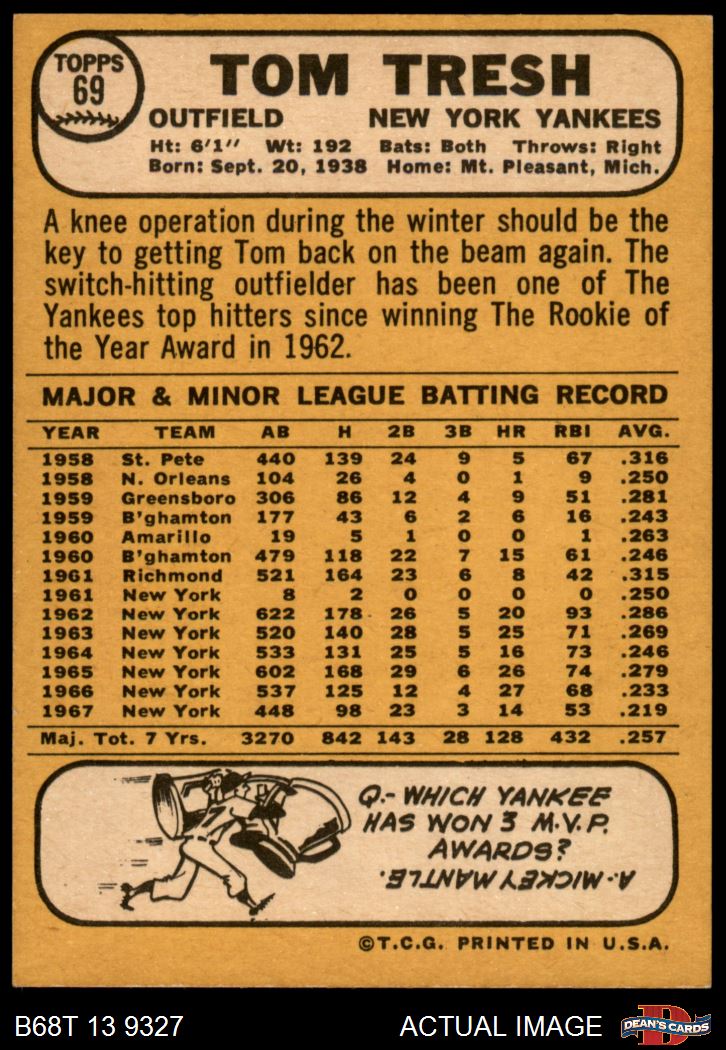 TOPPS
69
TOM TRESH
OUTFIELD NEW YORK YANKEES
Ht: 6'1" Wt: 192 Bats: Both Throws: Right
Born: Sept. 20, 1938 Home: Mt. Pleasant, Mich.
A knee operation during the winter should be the
key to getting Tom back on the beam again. The
switch-hitting outfielder has been one of The
Yankees top hitters since winning The Rookie of
the Year Award in 1962.
MAJOR & MINOR LEAGUE BATTING RECORD
YEAR TEAM AB H 2B 3B HR RBI AVG.
1958 St. Pete 440 139 24 9 5 67 .316
1958 N. Orleans 104 26 4 0 1 9 .250
1959 Greensboro 306 86 12 4 9 51 .281
1959 B'ghamton 177 43 6 2 6 16 .243
1960 Amarillo 19 5 1 0 0 1 .263
1960 B'ghamton 479 118 22 7 15 61 .246
1961 Richmond 521 164 23 6 8 42 .315
1961 New York 8 2 0 0 0 0 .250
1962 New York 622 178 26 5 20 93 .286
1963 New York 520 140 28 5 25 71 .269
1964 New York 533 131 25 5 16 73 .246
1965 New York 602 168 29 6 26 74 .279
1966 New York 537 125 12 4 27 68 .233
1967 New York 448 98 23 3 14 53 .219
Maj. Tot. 7 Yrs. 3270 842 143 28 128 432 .257
7
Q.- WHICH YANKEE
HAS WON 3 M.V.P.
AWARDS?
A.- MICKEY MANTLE.
©T.C.G. PRINTED IN U.S.A.
B68T 13 9327 ACTUAL IMAGE
D
DEAN'S CARDS